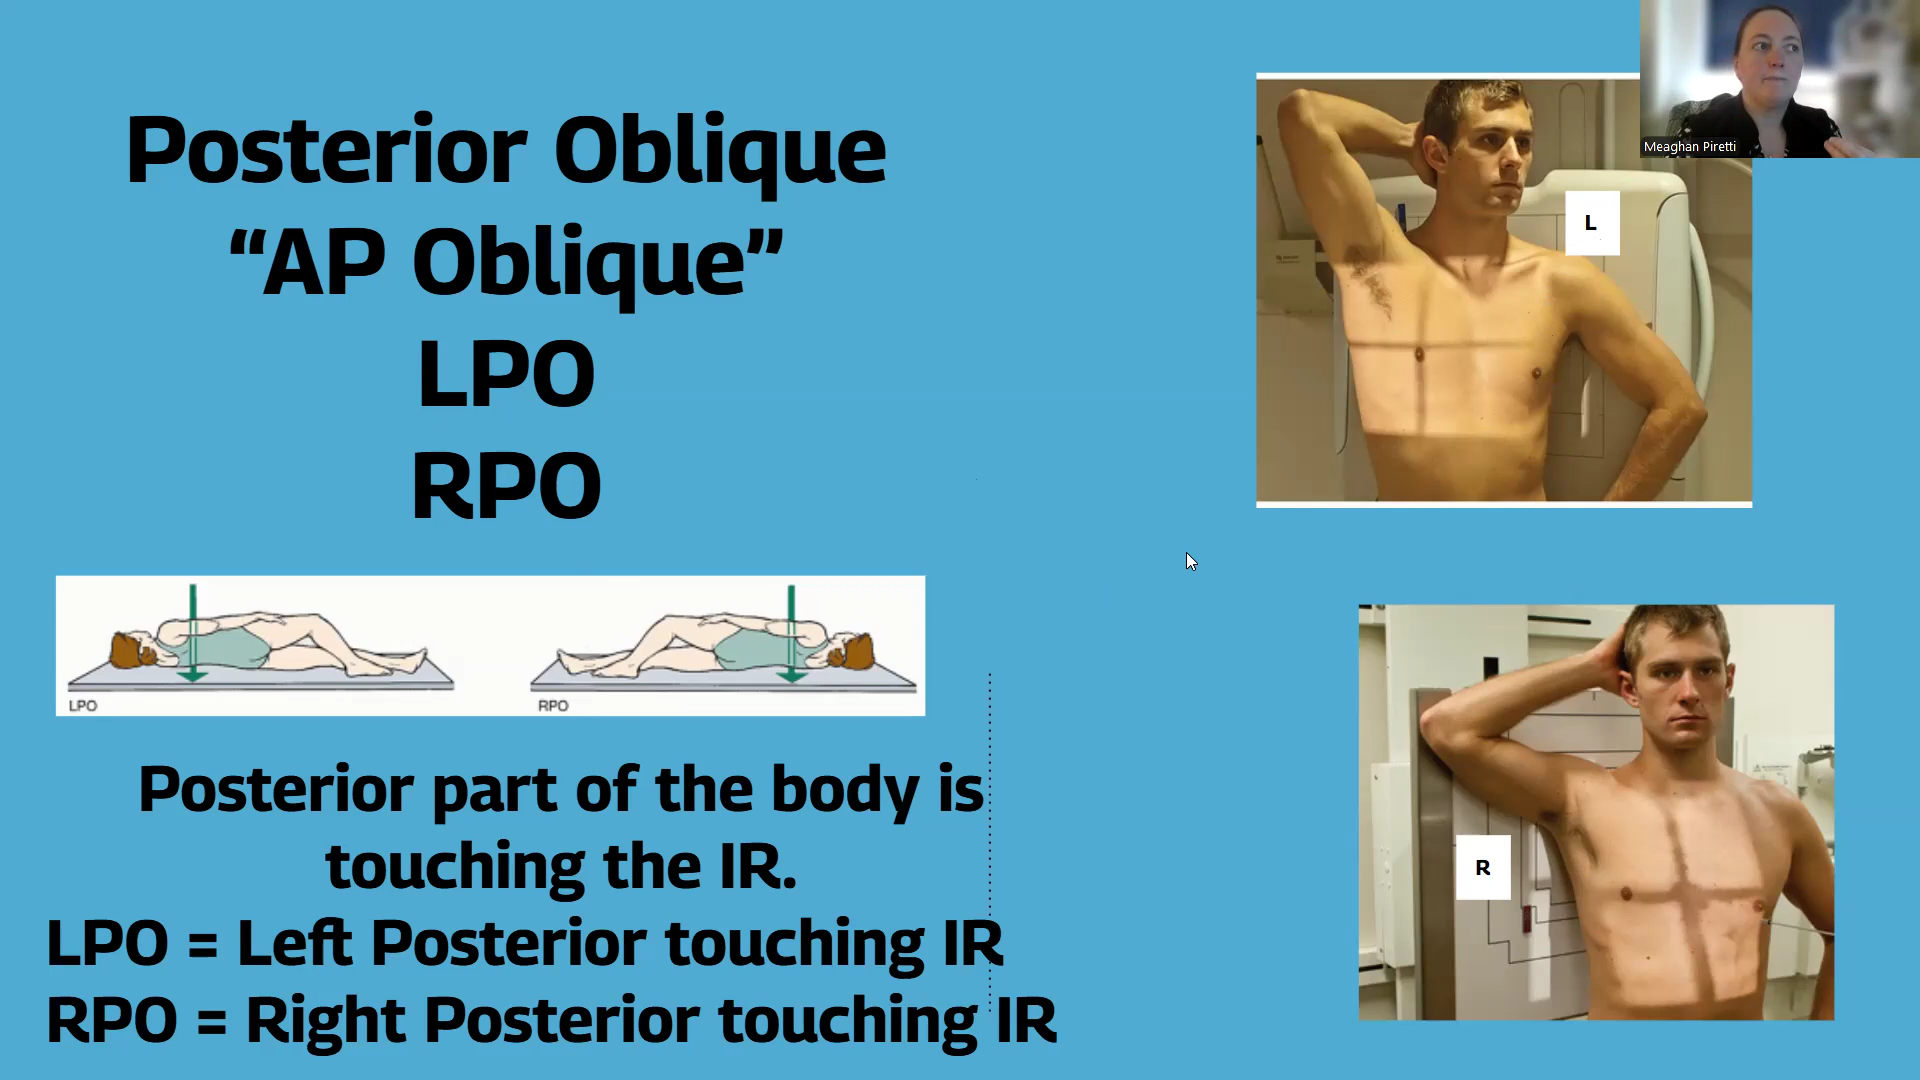 Posterior Oblique
“AP Oblique”
LPO
RPO
LPO
RPO
Posterior part of the body is
touching the IR.
LPO = Left Posterior touching IR
RPO = Right Posterior touching IR
L
R
Meaghan Piretti